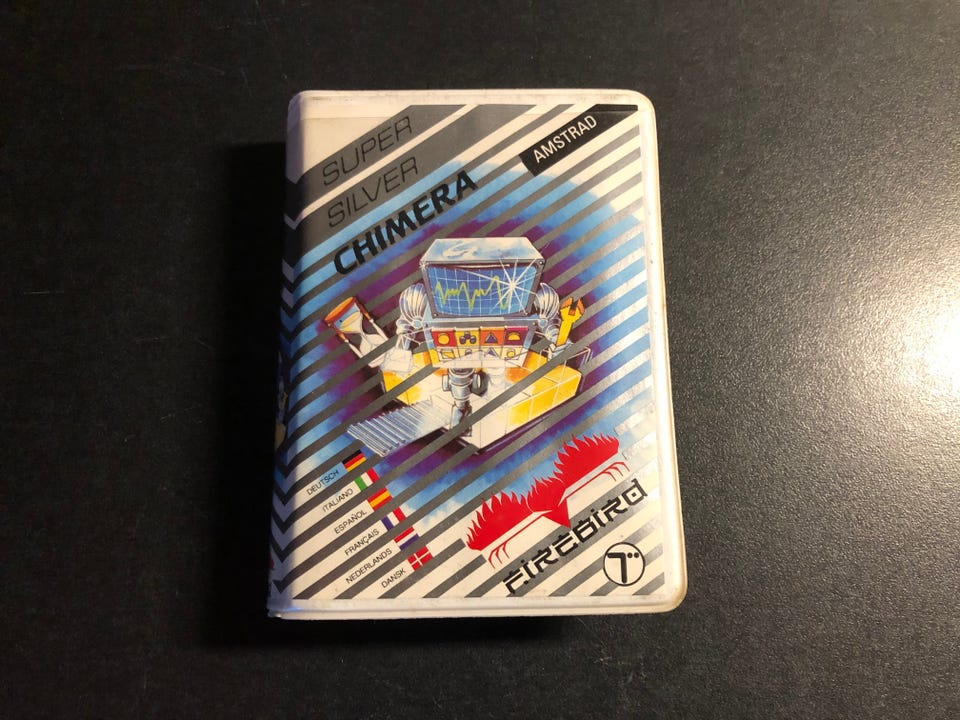 SUPER
SILVER
CHIMERA
AMSTRAD
DEUTSCH
ITALIANO
ESPAÑOL
FRANÇAIS
NEDERLANDS
DANSK
FIREBIRD